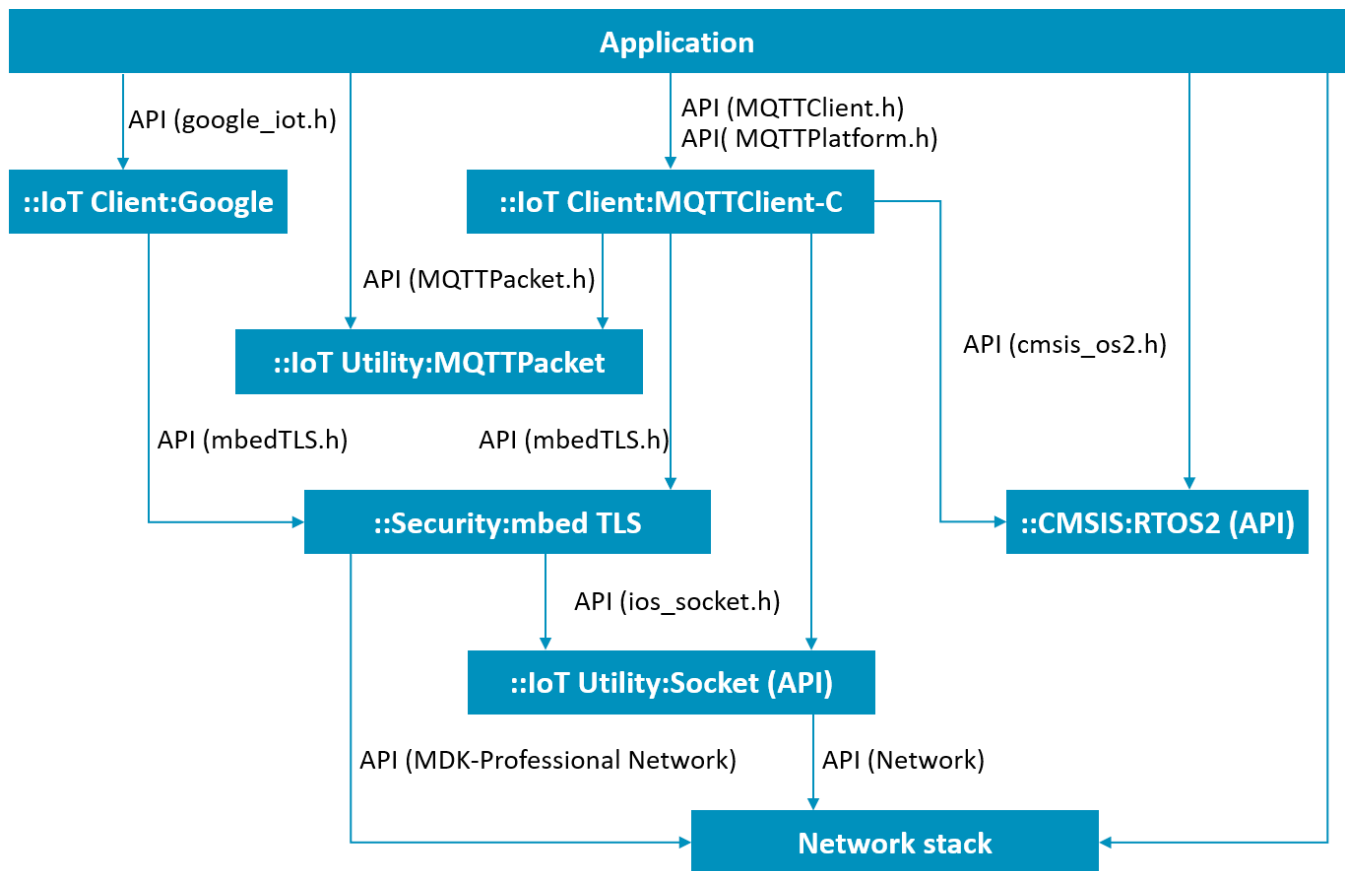 Application
API (google_iot.h)
API (MQTTClient.h)
API( MQTTPlatform.h)
::IoT Client:Google
::IoT Client:MQTTClient-C
API (MQTTPacket.h)
API (cmsis_os2.h)
::IoT Utility:MQTTPacket
API (mbedTLS.h)
API (mbedTLS.h)
::Security:mbed TLS
::CMSIS:RTOS2 (API)
API (ios_socket.h)
::IoT Utility:Socket (API)
API (MDK-Professional Network)
API (Network)
Network stack